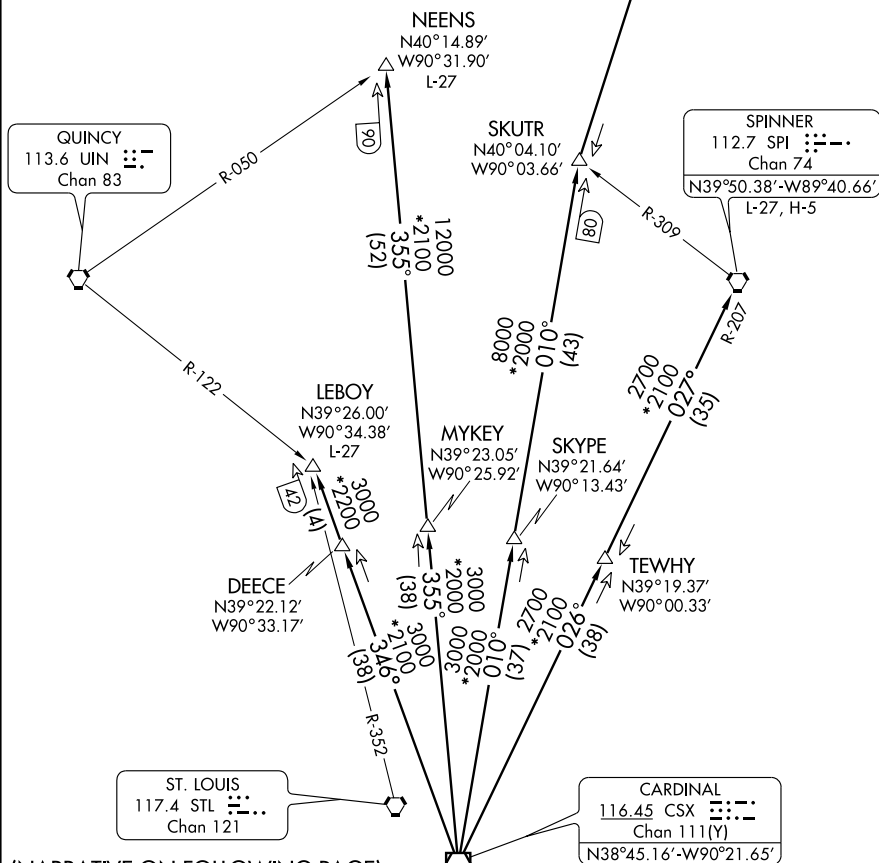 NEENS
N40°14.89'
W90°31.90'
L-27
QUINCY
113.6 UIN
Chan 83
R-050
90
SKUTR
N40°04.10'
W90°03.66'
SPINNER
112.7 SPI
Chan 74
N39°50.38'-W89°40.66'
L-27, H-5
R-309
80
R-207
12000
*2100
355°
(52)
8000
*2000
010°
(43)
2700
*2100
027°
(35)
R-122
LEBOY
N39°26.00'
W90°34.38'
L-27
MYKEY
N39°23.05'
W90°25.92'
SKYPE
N39°21.64'
W90°13.43'
42
(4)
3000
*2200
DEECE
N39°22.12'
W90°33.17'
TEWHY
N39°19.37'
W90°00.33'
3000
*2100
346°
(38)
3000
*2000
355°
(38)
3000
*2000
010°
(37)
2700
*2100
026°
(38)
R-352
ST. LOUIS
117.4 STL
Chan 121
CARDINAL
116.45 CSX
Chan 111(Y)
N38°45.16'-W90°21.65'
(NARRATIVE ON FOLLOWING PAGE)